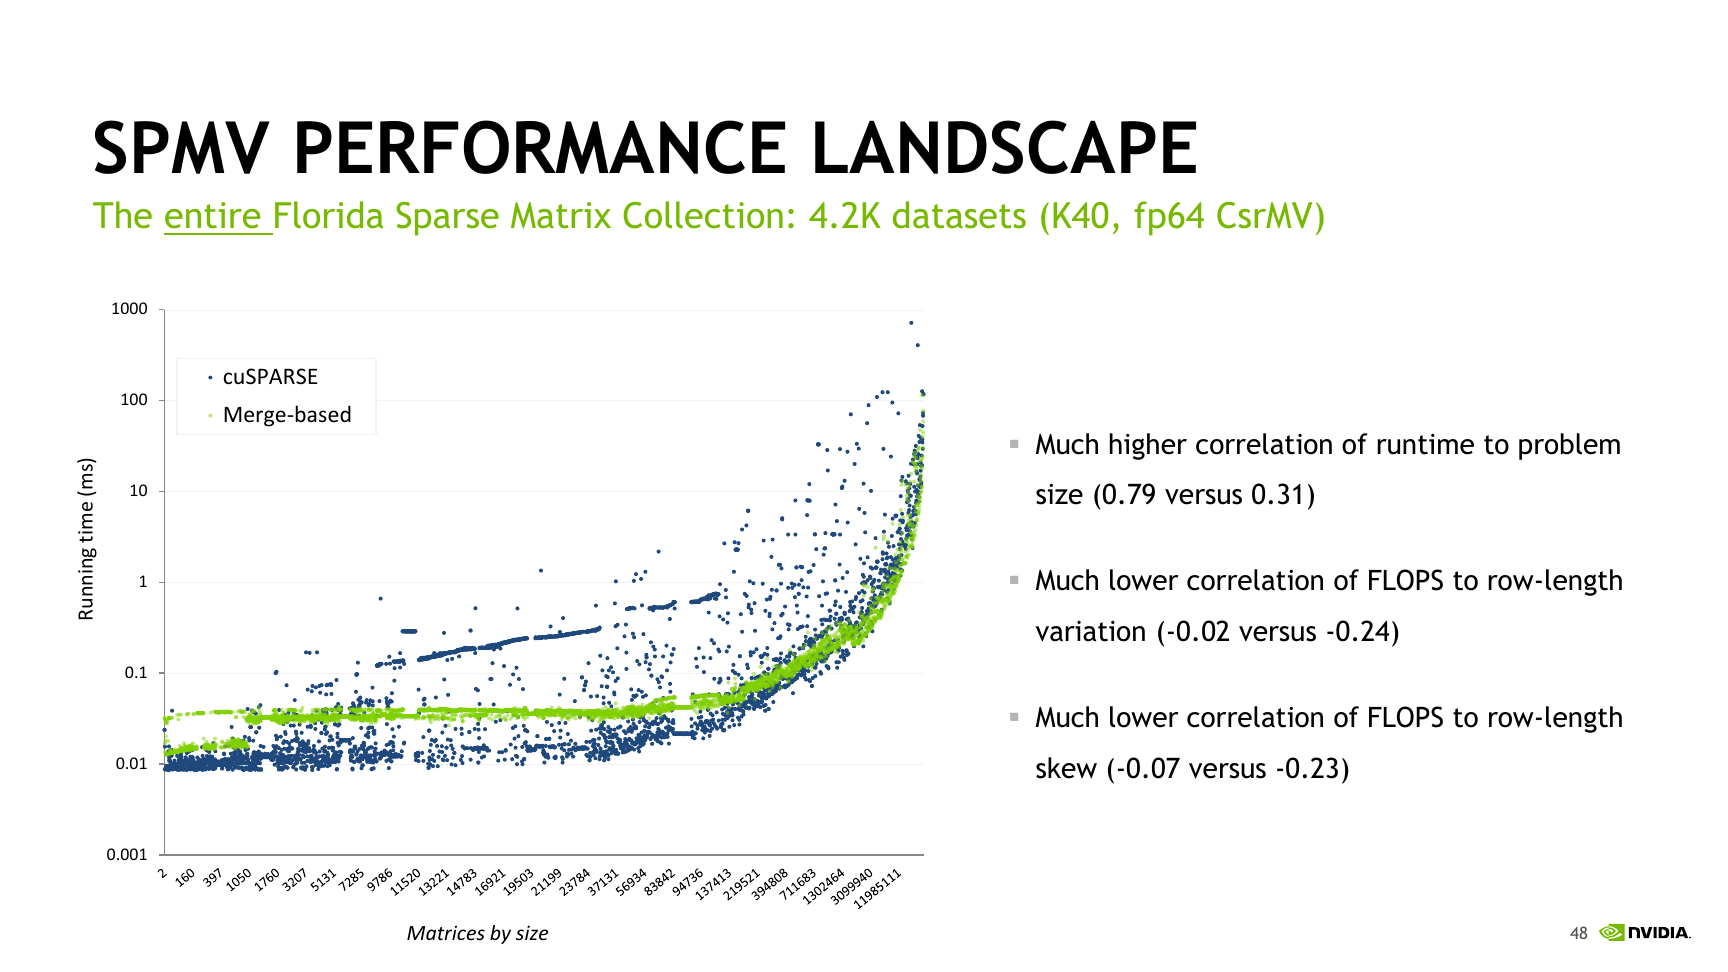 SPMV PERFORMANCE LANDSCAPE
The entire Florida Sparse Matrix Collection: 4.2K datasets (K40, fp64 CsrMV)
1000
100
10
1
0.1
0.01
0.001
Running time (ms)
cuSPARSE
Merge-based
2 160 397 1050 1760 3207 5131 7285 9786 11520 13221 14783 16921 19503 21199 23784 37131 56934 83842 94736 137413 219521 394808 711683 1302464 3099940 11985111
Matrices by size
Much higher correlation of runtime to problem
size (0.79 versus 0.31)
Much lower correlation of FLOPS to row-length
variation (-0.02 versus -0.24)
Much lower correlation of FLOPS to row-length
skew (-0.07 versus -0.23)
48 NVIDIA.